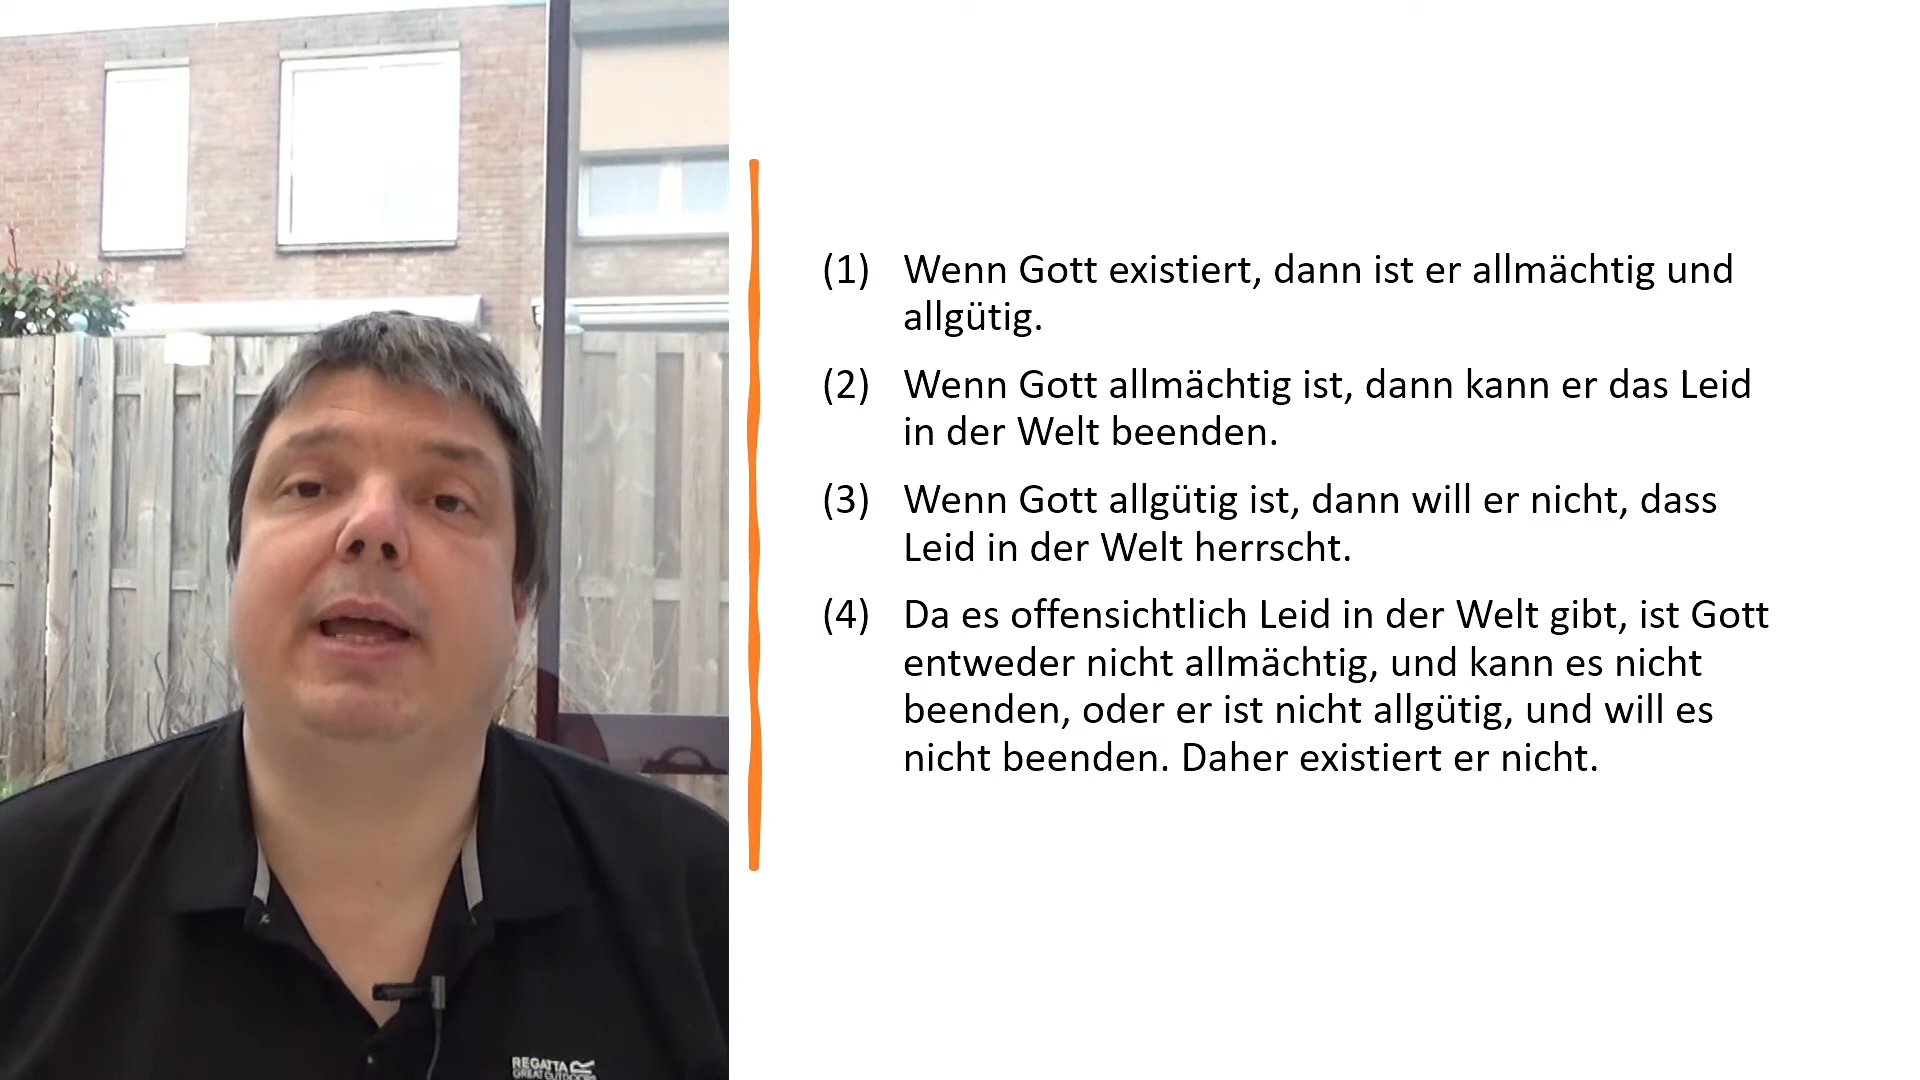 (1) Wenn Gott existiert, dann ist er allmächtig und
allgütig.
(2) Wenn Gott allmächtig ist, dann kann er das Leid
in der Welt beenden.
(3) Wenn Gott allgütig ist, dann will er nicht, dass
Leid in der Welt herrscht.
(4) Da es offensichtlich Leid in der Welt gibt, ist Gott
entweder nicht allmächtig, und kann es nicht
beenden, oder er ist nicht allgütig, und will es
nicht beenden. Daher existiert er nicht.
REGATTA
GREAT OUTDOORS